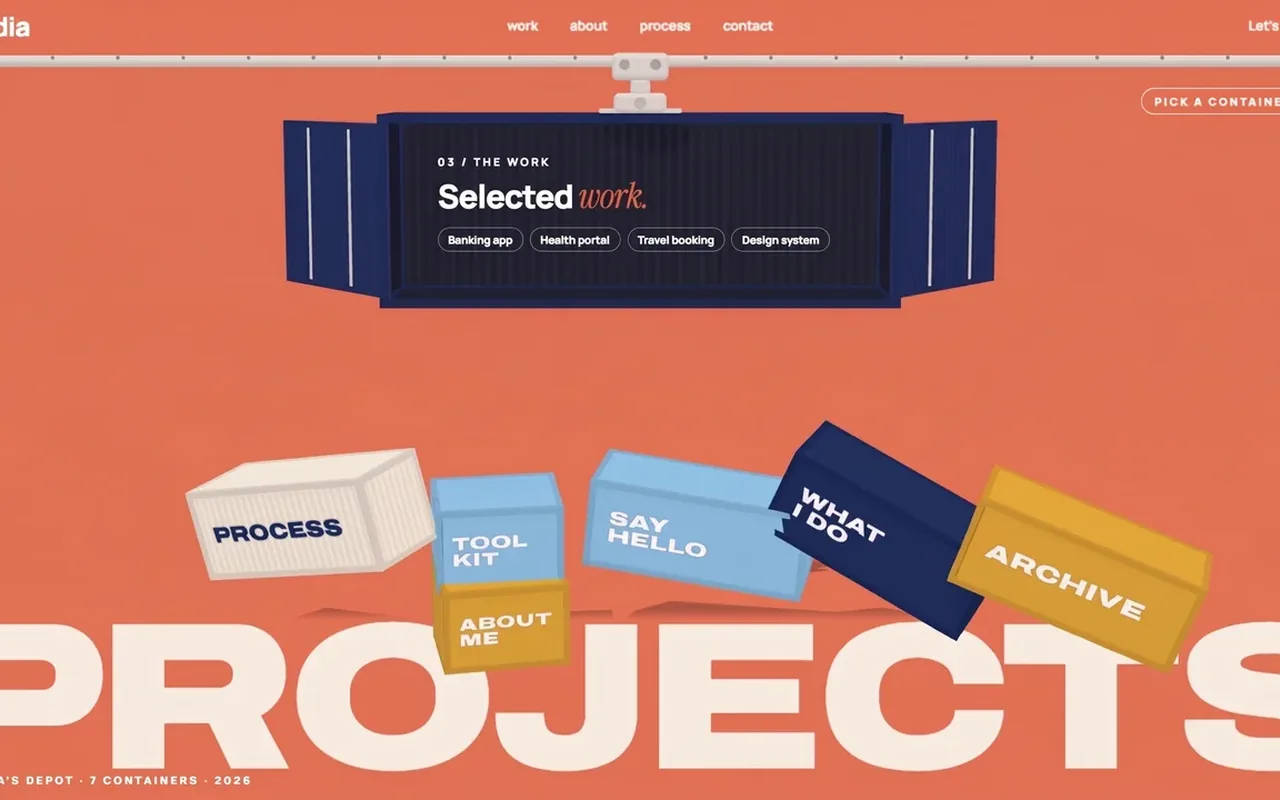 dia
work about process contact
Let's
PICK A CONTAINE
03 / THE WORK
Selected work.
Banking app Health portal Travel booking Design system
PROCESS
TOOL
KIT
ABOUT
ME
SAY
HELLO
WHAT
I DO
ARCHIVE
PROJECTS
A'S DEPOT · 7 CONTAINERS · 2026